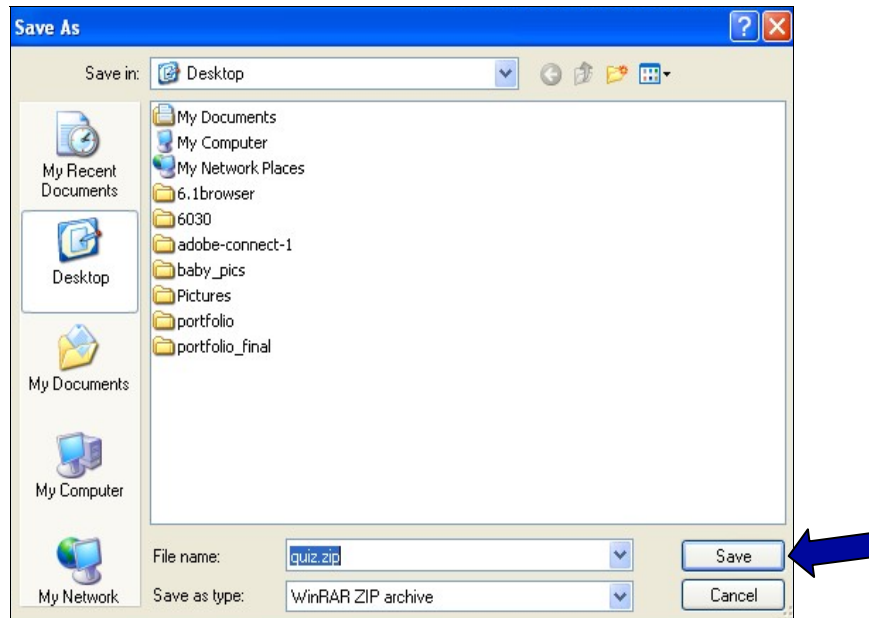 Save As
Save in:
Desktop
My Recent
Documents
Desktop
My Documents
My Computer
My Network
My Documents
My Computer
My Network Places
6.1browser
6030
adobe-connect-1
baby_pics
Pictures
portfolio
portfolio_final
File name:
quiz.zip
Save
Save as type:
WinRAR ZIP archive
Cancel